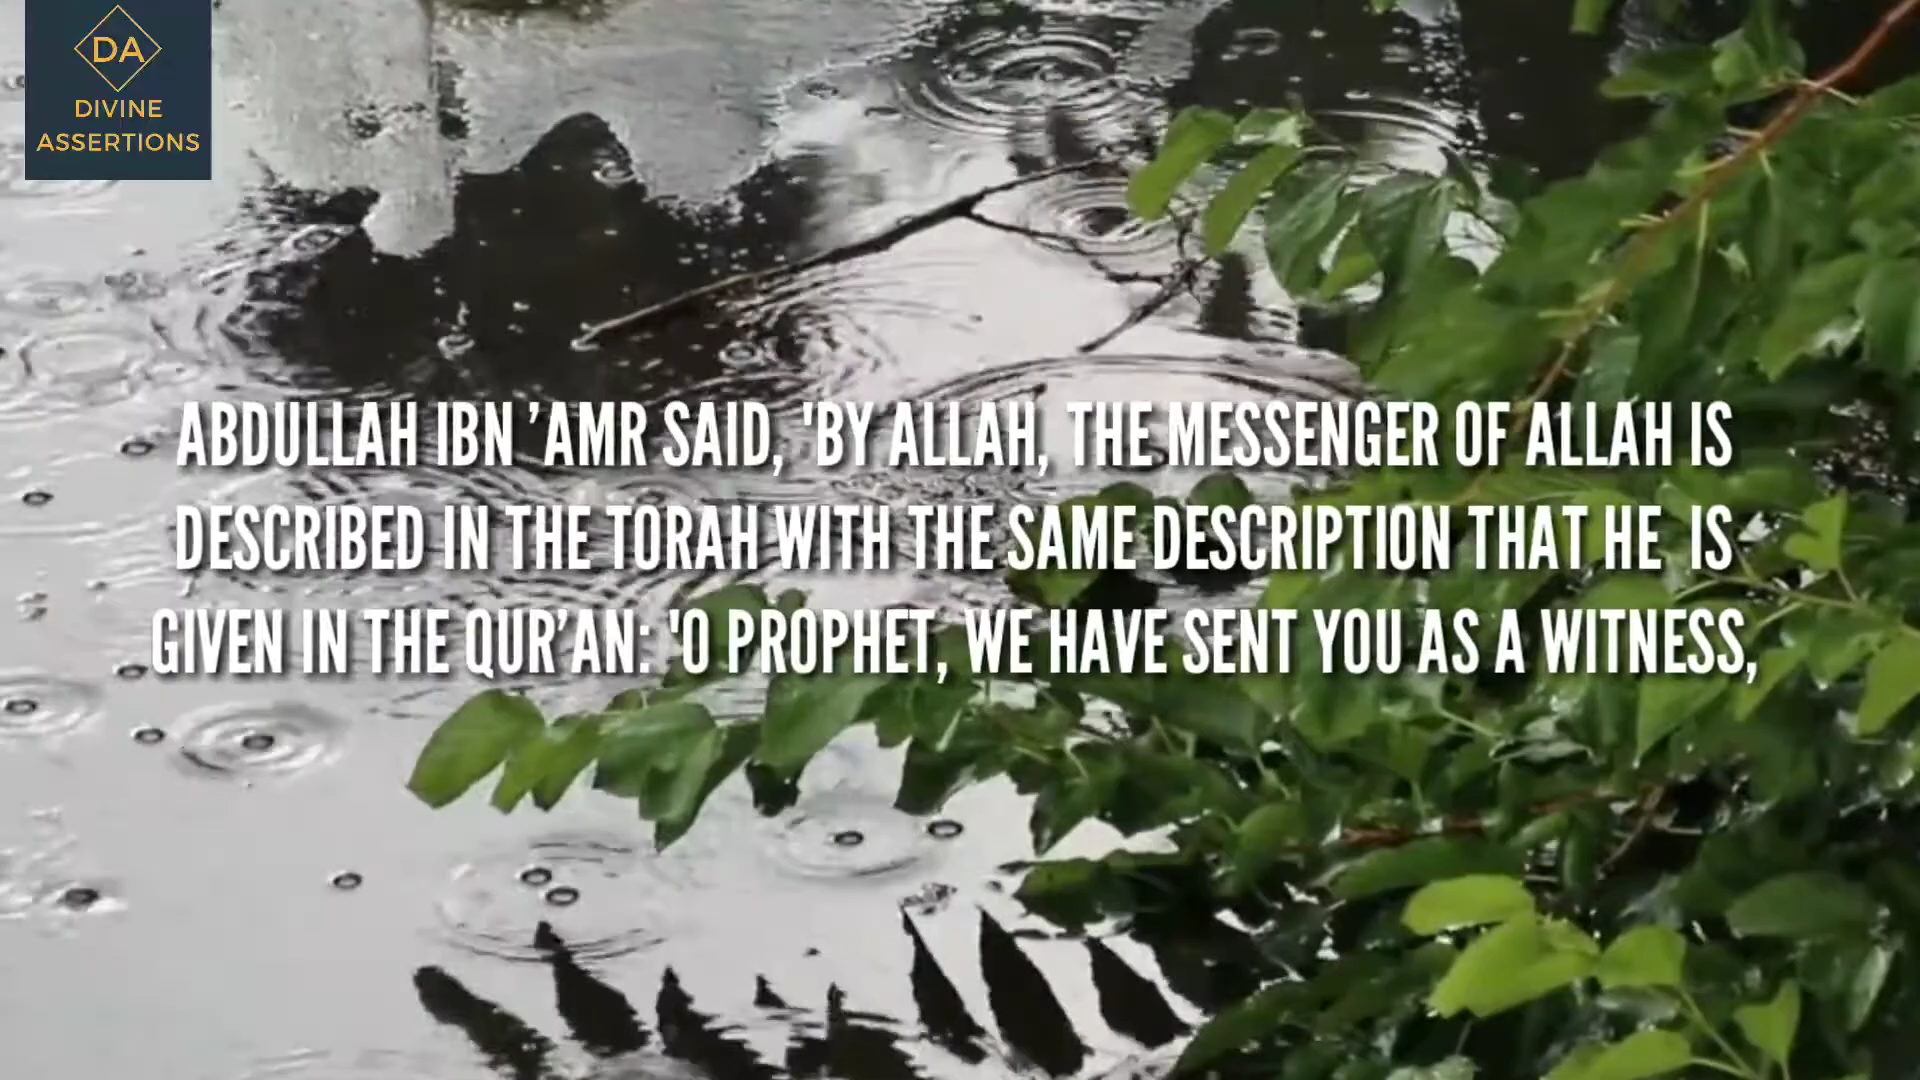 DA
DIVINE
ASSERTIONS
ABDULLAH IBN ’AMR SAID, 'BY ALLAH, THE MESSENGER OF ALLAH IS
DESCRIBED IN THE TORAH WITH THE SAME DESCRIPTION THAT HE IS
GIVEN IN THE QUR’AN: 'O PROPHET, WE HAVE SENT YOU AS A WITNESS,